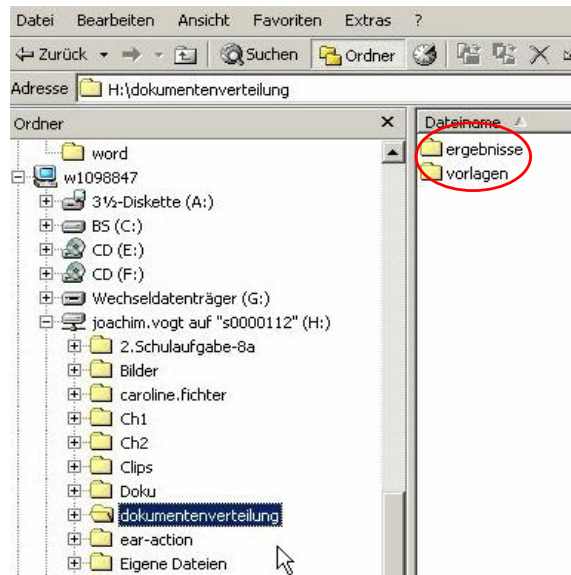 Datei Bearbeiten Ansicht Favoriten Extras ?
Zurück Suchen Ordner
Adresse H:\dokumentenverteilung
Ordner
word
w1098847
3½-Diskette (A:)
BS (C:)
CD (E:)
CD (F:)
Wechseldatenträger (G:)
joachim.vogt auf "s0000112" (H:)
2.Schulaufgabe-8a
Bilder
caroline.fichter
Ch1
Ch2
Clips
Doku
dokumentenverteilung
ear-action
Eigene Dateien
Dateiname
ergebnisse
vorlagen